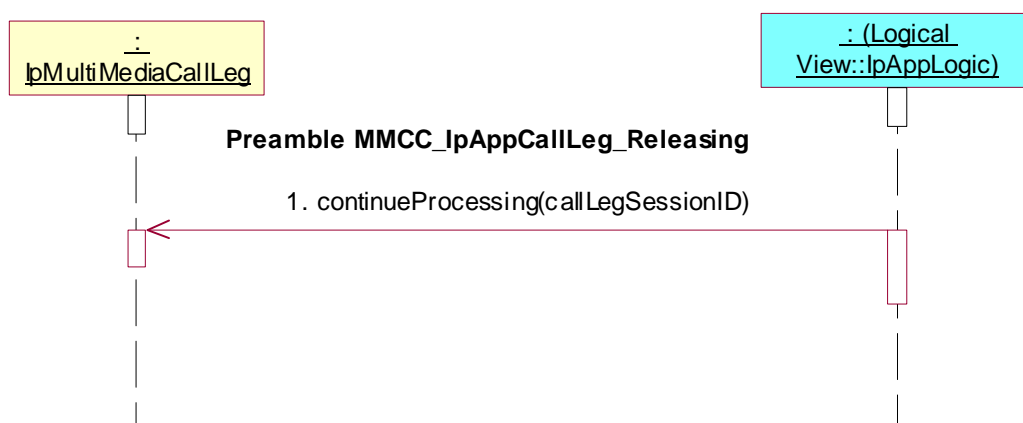 :
IpMultiMediaCallLeg
: (Logical
View::IpAppLogic)
Preamble MMCC_IpAppCallLeg_Releasing
1. continueProcessing(callLegSessionID)